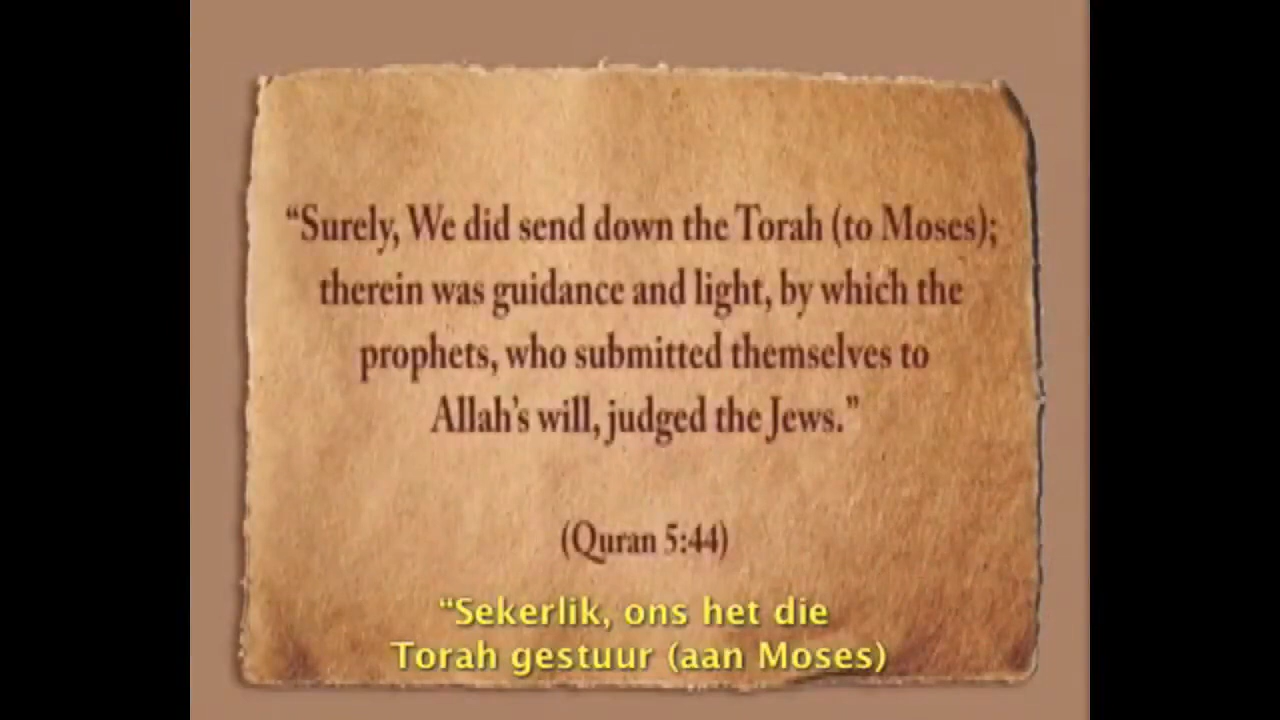 “Surely, We did send down the Torah (to Moses);
therein was guidance and light, by which the
prophets, who submitted themselves to
Allah’s will, judged the Jews.”
(Quran 5:44)
“Sekerlik, ons het die
Torah gestuur (aan Moses)